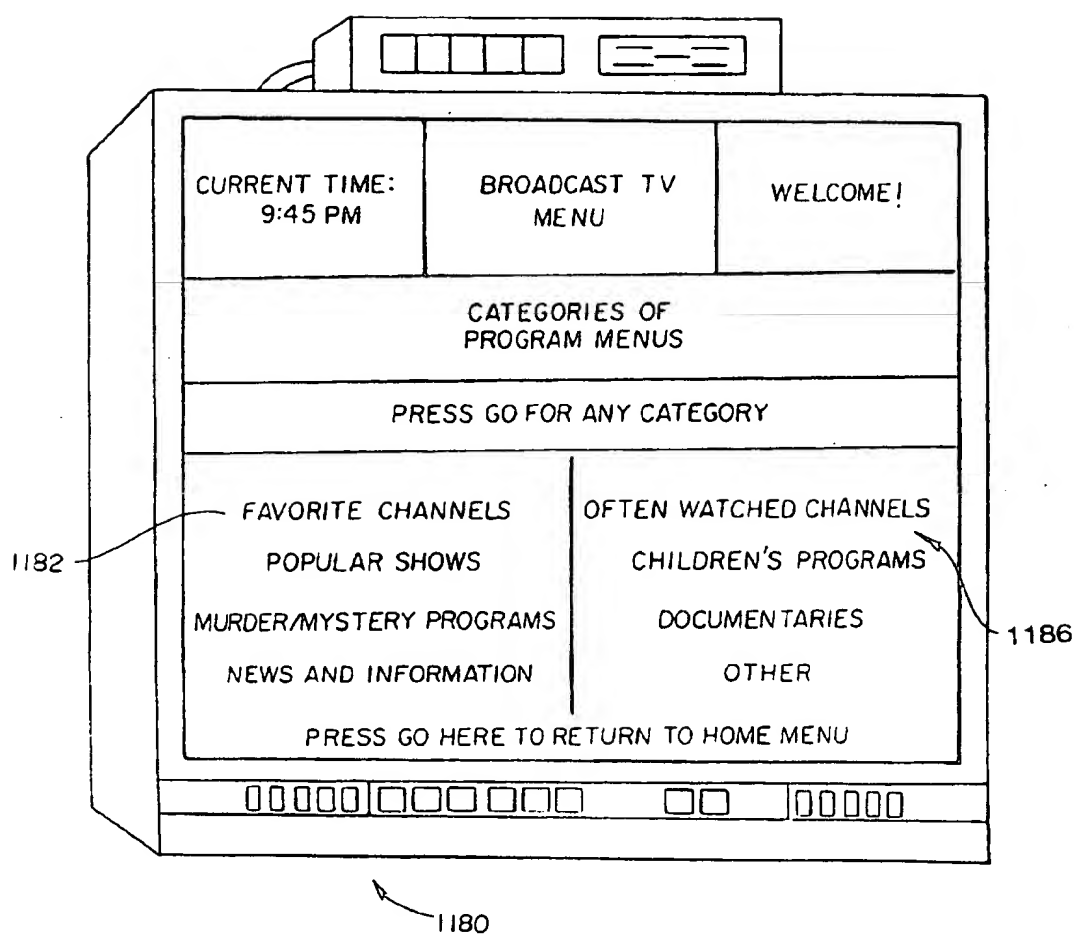 CURRENT TIME:
9:45 PM
BROADCAST TV
MENU
WELCOME!
CATEGORIES OF
PROGRAM MENUS
PRESS GO FOR ANY CATEGORY
FAVORITE CHANNELS
OFTEN WATCHED CHANNELS
1182
POPULAR SHOWS
CHILDREN'S PROGRAMS
MURDER/MYSTERY PROGRAMS
DOCUMENTARIES
1186
NEWS AND INFORMATION
OTHER
PRESS GO HERE TO RETURN TO HOME MENU
1180